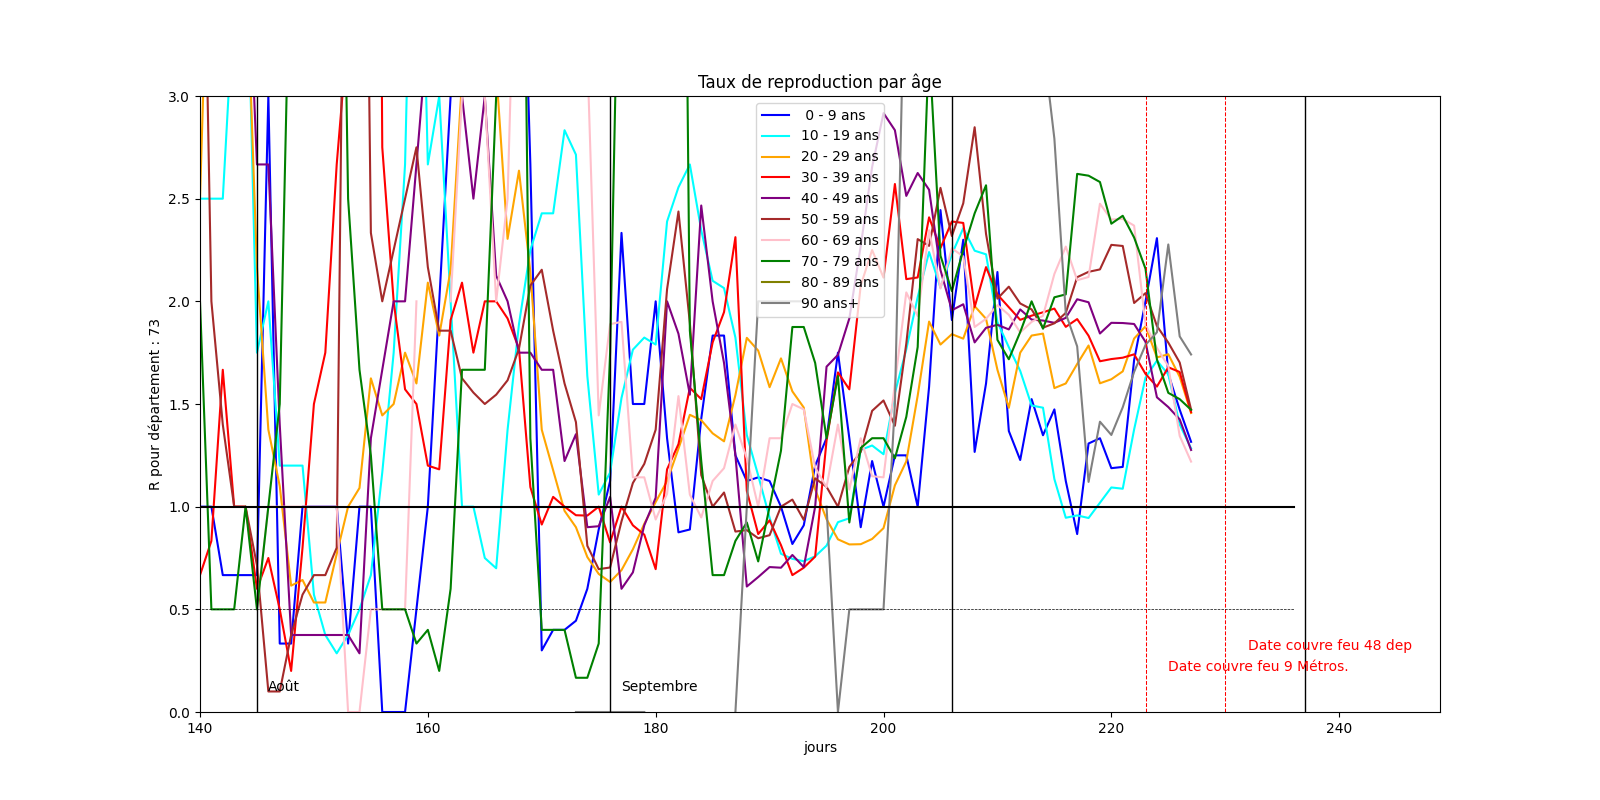 Taux de reproduction par âge
R pour département : 73
3.0
2.5
2.0
1.5
1.0
0.5
0.0
0 - 9 ans
10 - 19 ans
20 - 29 ans
30 - 39 ans
40 - 49 ans
50 - 59 ans
60 - 69 ans
70 - 79 ans
80 - 89 ans
90 ans+
Date couvre feu 48 dep
Date couvre feu 9 Métros.
Août
Septembre
140
160
180
200
220
240
jours